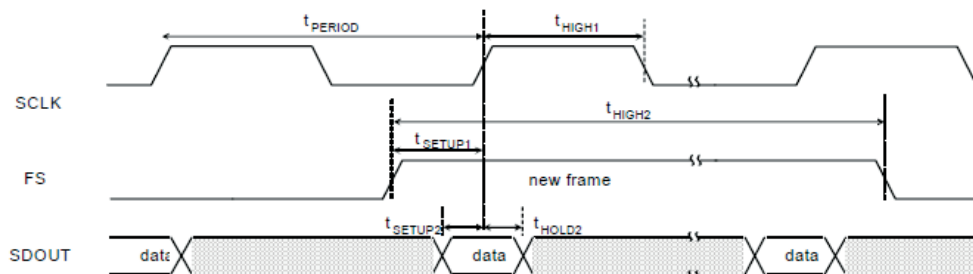 tPERIOD
tHIGH1
SCLK
tHIGH2
tSETUP1
FS
new frame
tSETUP2
tHOLD2
SDOUT
data
data
data